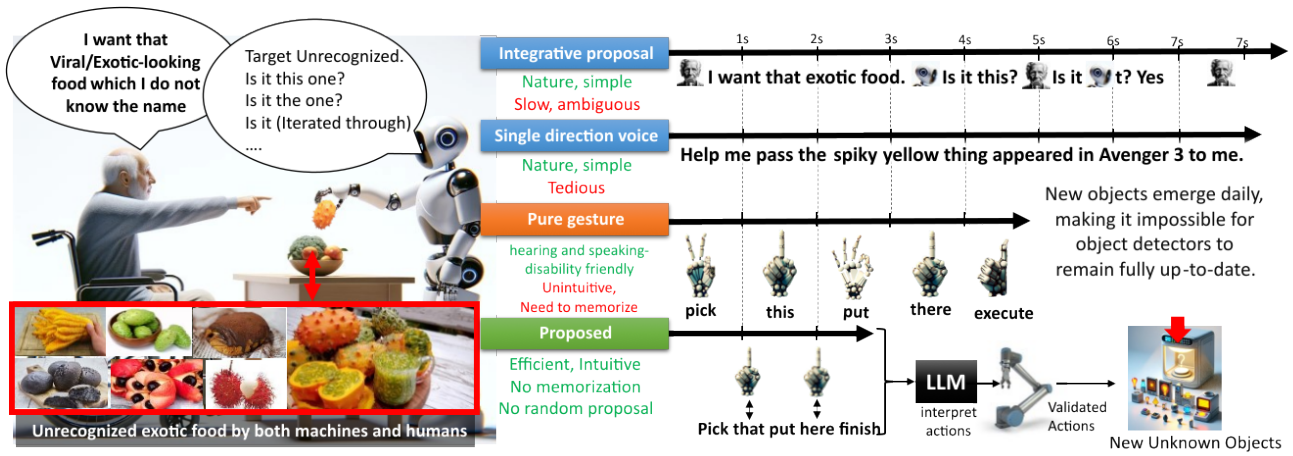 I want that
Viral/Exotic-looking
food which I do not
know the name
Target Unrecognized.
Is it this one?
Is it the one?
Is it (Iterated through)
....
Integrative proposal
Nature, simple
Slow, ambiguous
1s 2s 3s 4s 5s 6s 7s 7s
I want that exotic food. Is it this? Is it t? Yes
Single direction voice
Nature, simple
Tedious
Help me pass the spiky yellow thing appeared in Avenger 3 to me.
Pure gesture
hearing and speaking-
disability friendly
Unintuitive,
Need to memorize
pick this put there execute
New objects emerge daily,
making it impossible for
object detectors to
remain fully up-to-date.
Proposed
Efficient, Intuitive
No memorization
No random proposal
Pick that put here finish
LLM
interpret
actions
Validated
Actions
New Unknown Objects
Unrecognized exotic food by both machines and humans